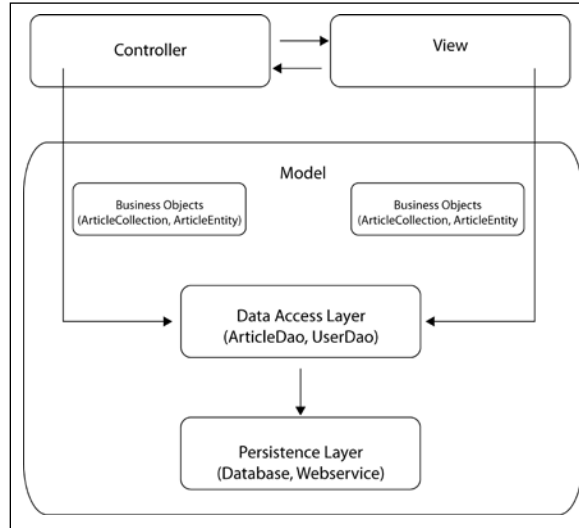 Controller
View
Model
Business Objects
(ArticleCollection, ArticleEntity)
Business Objects
(ArticleCollection, ArticleEntity
Data Access Layer
(ArticleDao, UserDao)
Persistence Layer
(Database, Webservice)